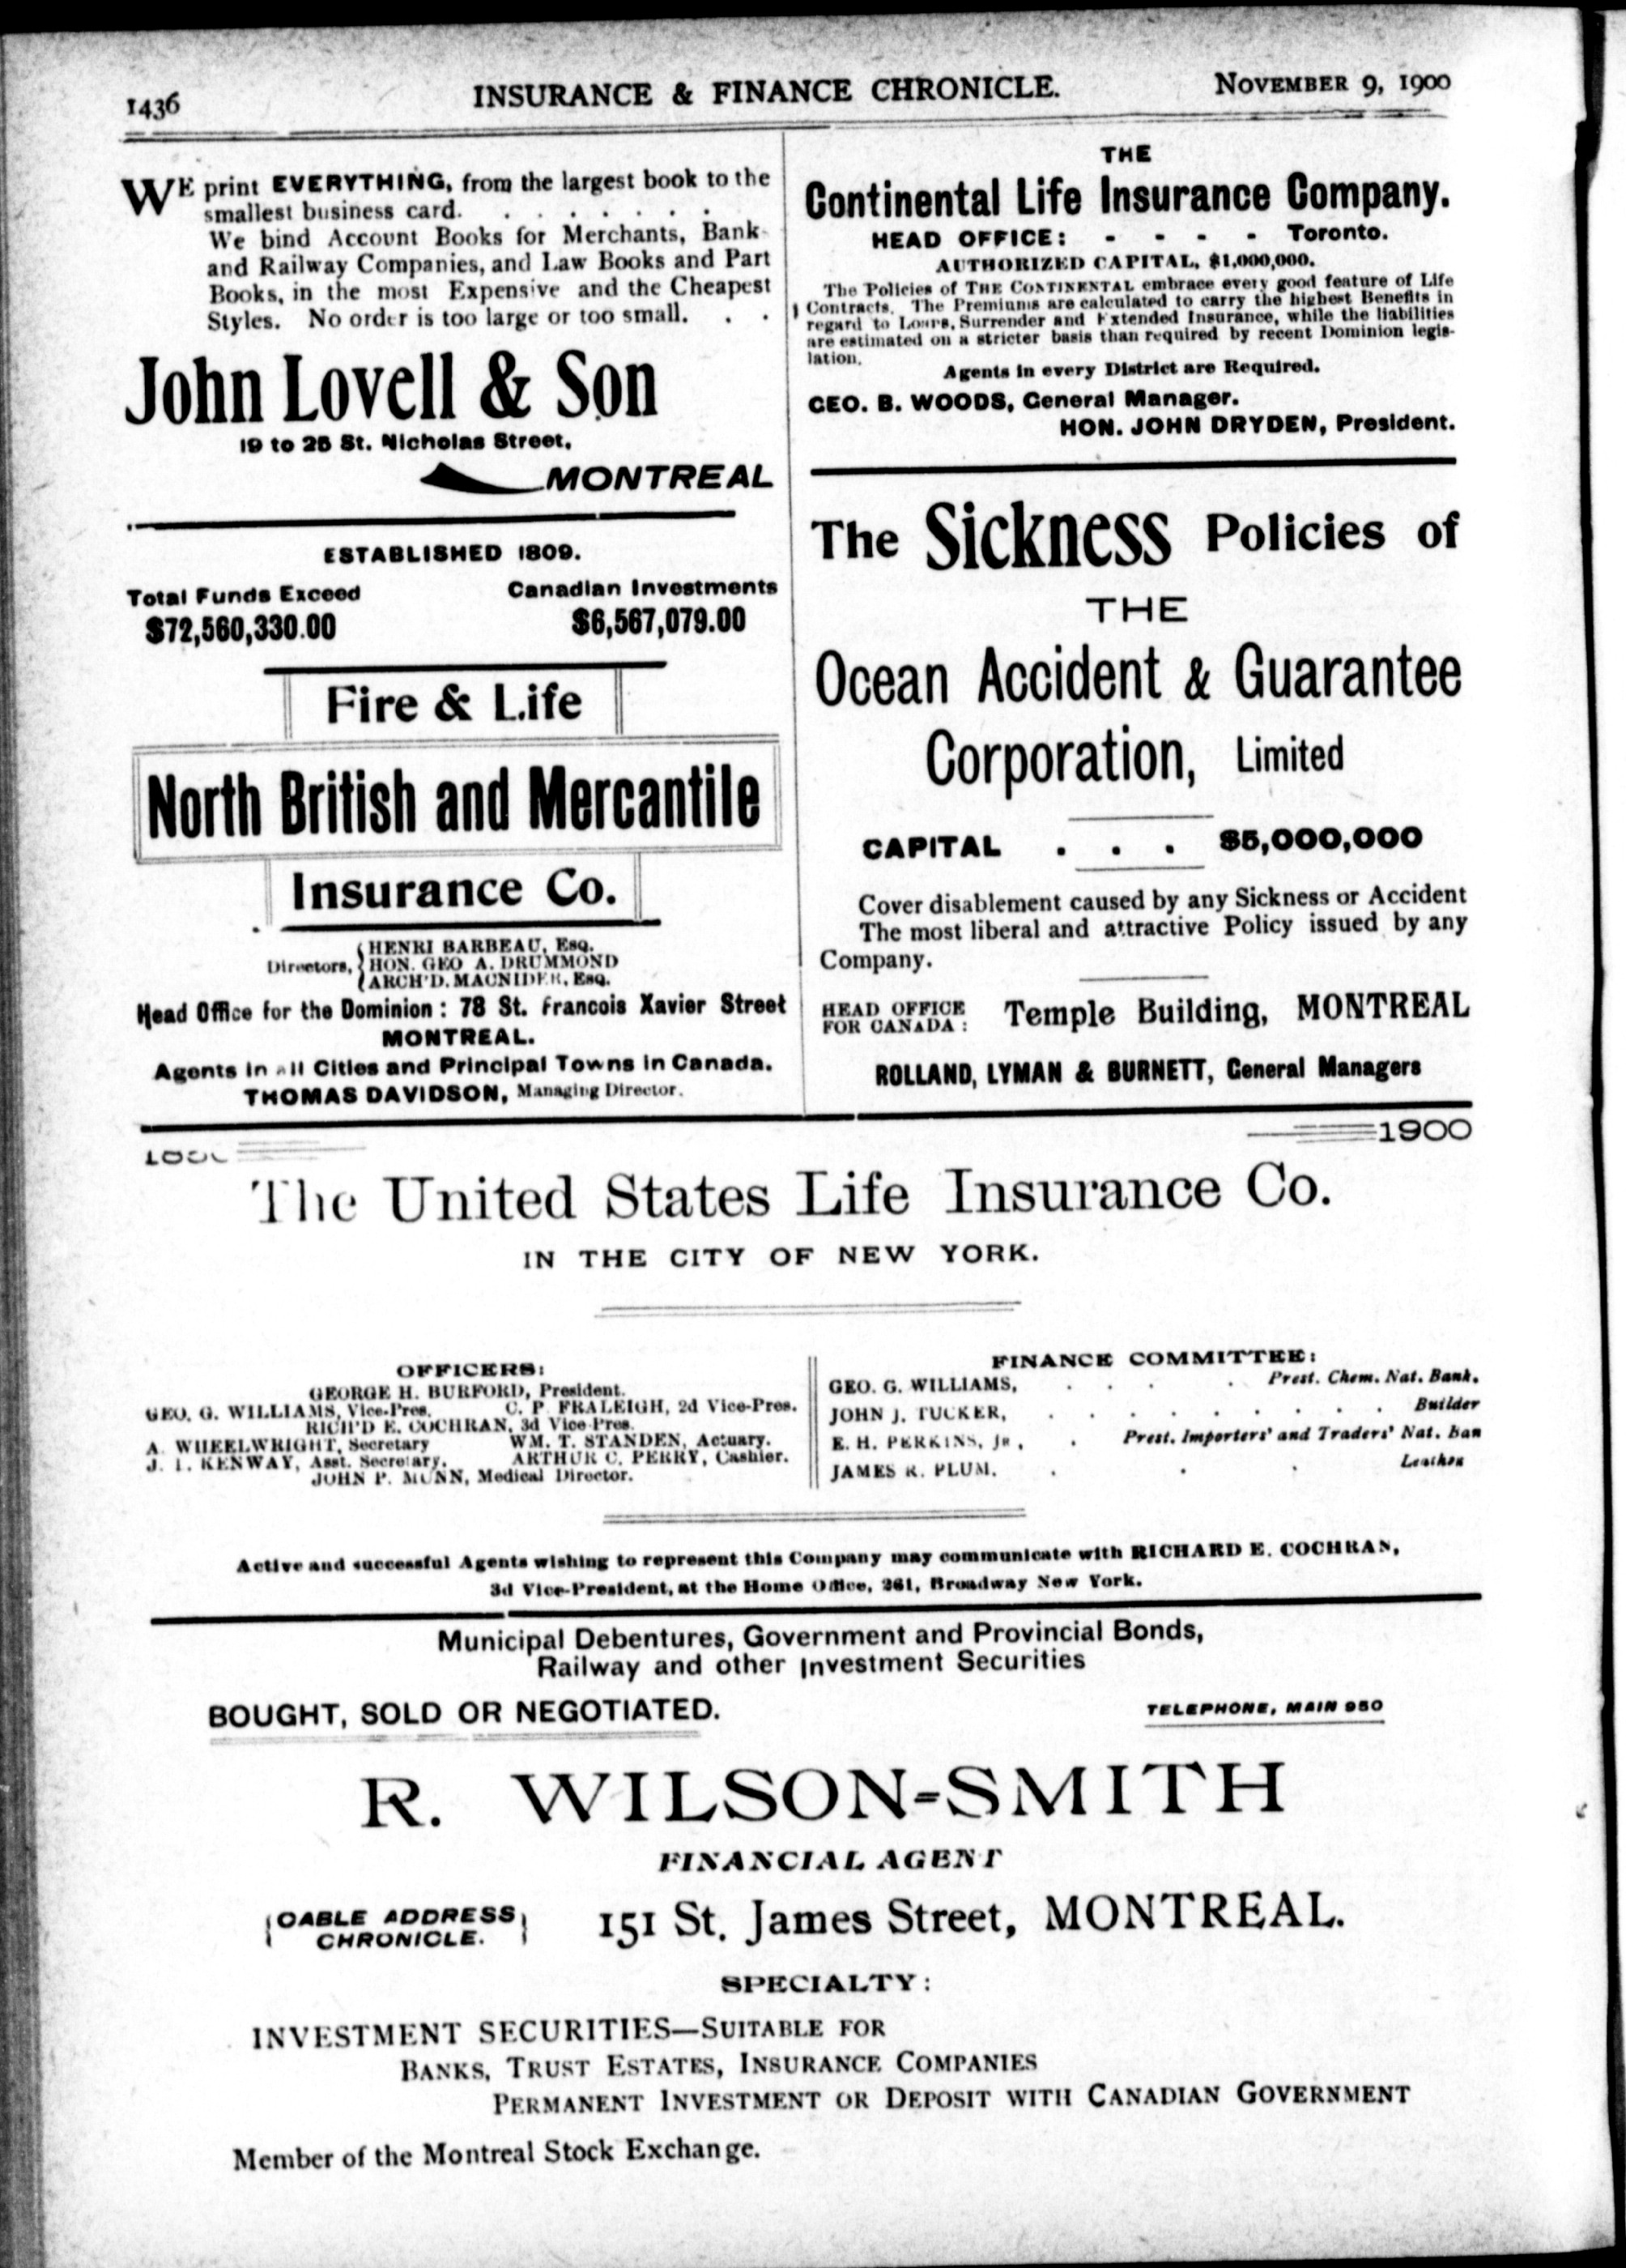 1436
INSURANCE & FINANCE CHRONICLE.
NOVEMBER 9, 1900
WE print EVERYTHING, from the largest book to the
smallest business card. . . . . . . .
We bind Account Books for Merchants, Bank
and Railway Companies, and Law Books and Part
Books, in the most Expensive and the Cheapest
Styles. No order is too large or too small. . .
John Lovell & Son
19 to 25 St. Nicholas Street,
MONTREAL
ESTABLISHED 1809.
Total Funds Exceed
Canadian Investments
$72,560,330.00
$6,567,079.00
Fire & Life
North British and Mercantile
Insurance Co.
Directors,
HENRI BARBEAU, Esq.
HON. GEO A. DRUMMOND
ARCH'D. MACNIDER, Esq.
Head Office for the Dominion : 78 St. Francois Xavier Street
MONTREAL.
Agents in all Cities and Principal Towns in Canada.
THOMAS DAVIDSON, Managing Director.
THE
Continental Life Insurance Company.
HEAD OFFICE: - - - - Toronto.
AUTHORIZED CAPITAL, $1,000,000.
The Policies of THE CONTINENTAL embrace every good feature of Life
Contracts. The Premiums are calculated to carry the highest Benefits in
regard to Loans, Surrender and Extended Insurance, while the liabilities
are estimated on a stricter basis than required by recent Dominion legis-
lation.
Agents in every District are Required.
GEO. B. WOODS, General Manager.
HON. JOHN DRYDEN, President.
The Sickness Policies of
THE
Ocean Accident & Guarantee
Corporation, Limited
CAPITAL . . . $5,000,000
Cover disablement caused by any Sickness or Accident
The most liberal and attractive Policy issued by any
Company.
HEAD OFFICE
FOR CANADA :
Temple Building, MONTREAL
ROLLAND, LYMAN & BURNETT, General Managers
1900
The United States Life Insurance Co.
IN THE CITY OF NEW YORK.
OFFICERS:
GEORGE H. BURFORD, President.
GEO. G. WILLIAMS, Vice-Pres. C. P. FRALEIGH, 2d Vice-Pres.
RICH'D E. COCHRAN, 3d Vice-Pres.
A. WHEELWRIGHT, Secretary WM. T. STANDEN, Actuary.
J. L. KENWAY, Asst. Secretary. ARTHUR C. PERRY, Cashier.
JOHN P. MUNN, Medical Director.
FINANCE COMMITTEE:
GEO. G. WILLIAMS, . . . . Prest. Chem. Nat. Bank.
JOHN J. TUCKER, . . . . . . . . . Builder
E. H. PERKINS, Jr., . Prest. Importers' and Traders' Nat. Ban
JAMES R. PLUM. . . Leather
Active and successful Agents wishing to represent this Company may communicate with RICHARD E. COCHRAN,
3d Vice-President, at the Home Office, 261, Broadway New York.
Municipal Debentures, Government and Provincial Bonds,
Railway and other Investment Securities
BOUGHT, SOLD OR NEGOTIATED.
TELEPHONE, MAIN 950
R. WILSON-SMITH
FINANCIAL AGENT
CABLE ADDRESS
CHRONICLE.
151 St. James Street, MONTREAL.
SPECIALTY:
INVESTMENT SECURITIES—SUITABLE FOR
BANKS, TRUST ESTATES, INSURANCE COMPANIES
PERMANENT INVESTMENT OR DEPOSIT WITH CANADIAN GOVERNMENT
Member of the Montreal Stock Exchange.